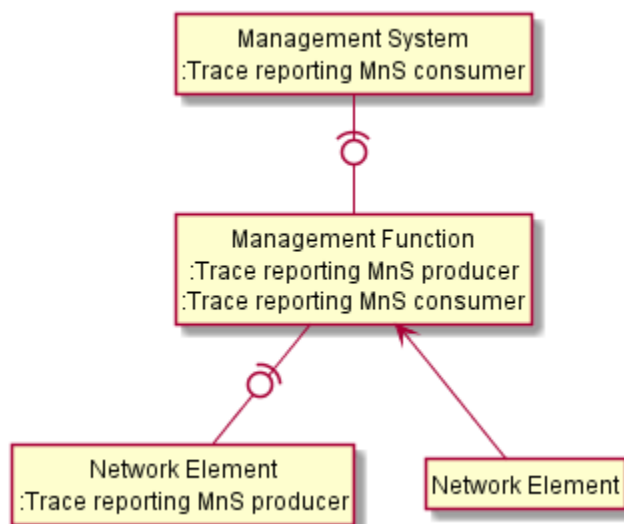 Management System
:Trace reporting MnS consumer
Management Function
:Trace reporting MnS producer
:Trace reporting MnS consumer
Network Element
:Trace reporting MnS producer
Network Element